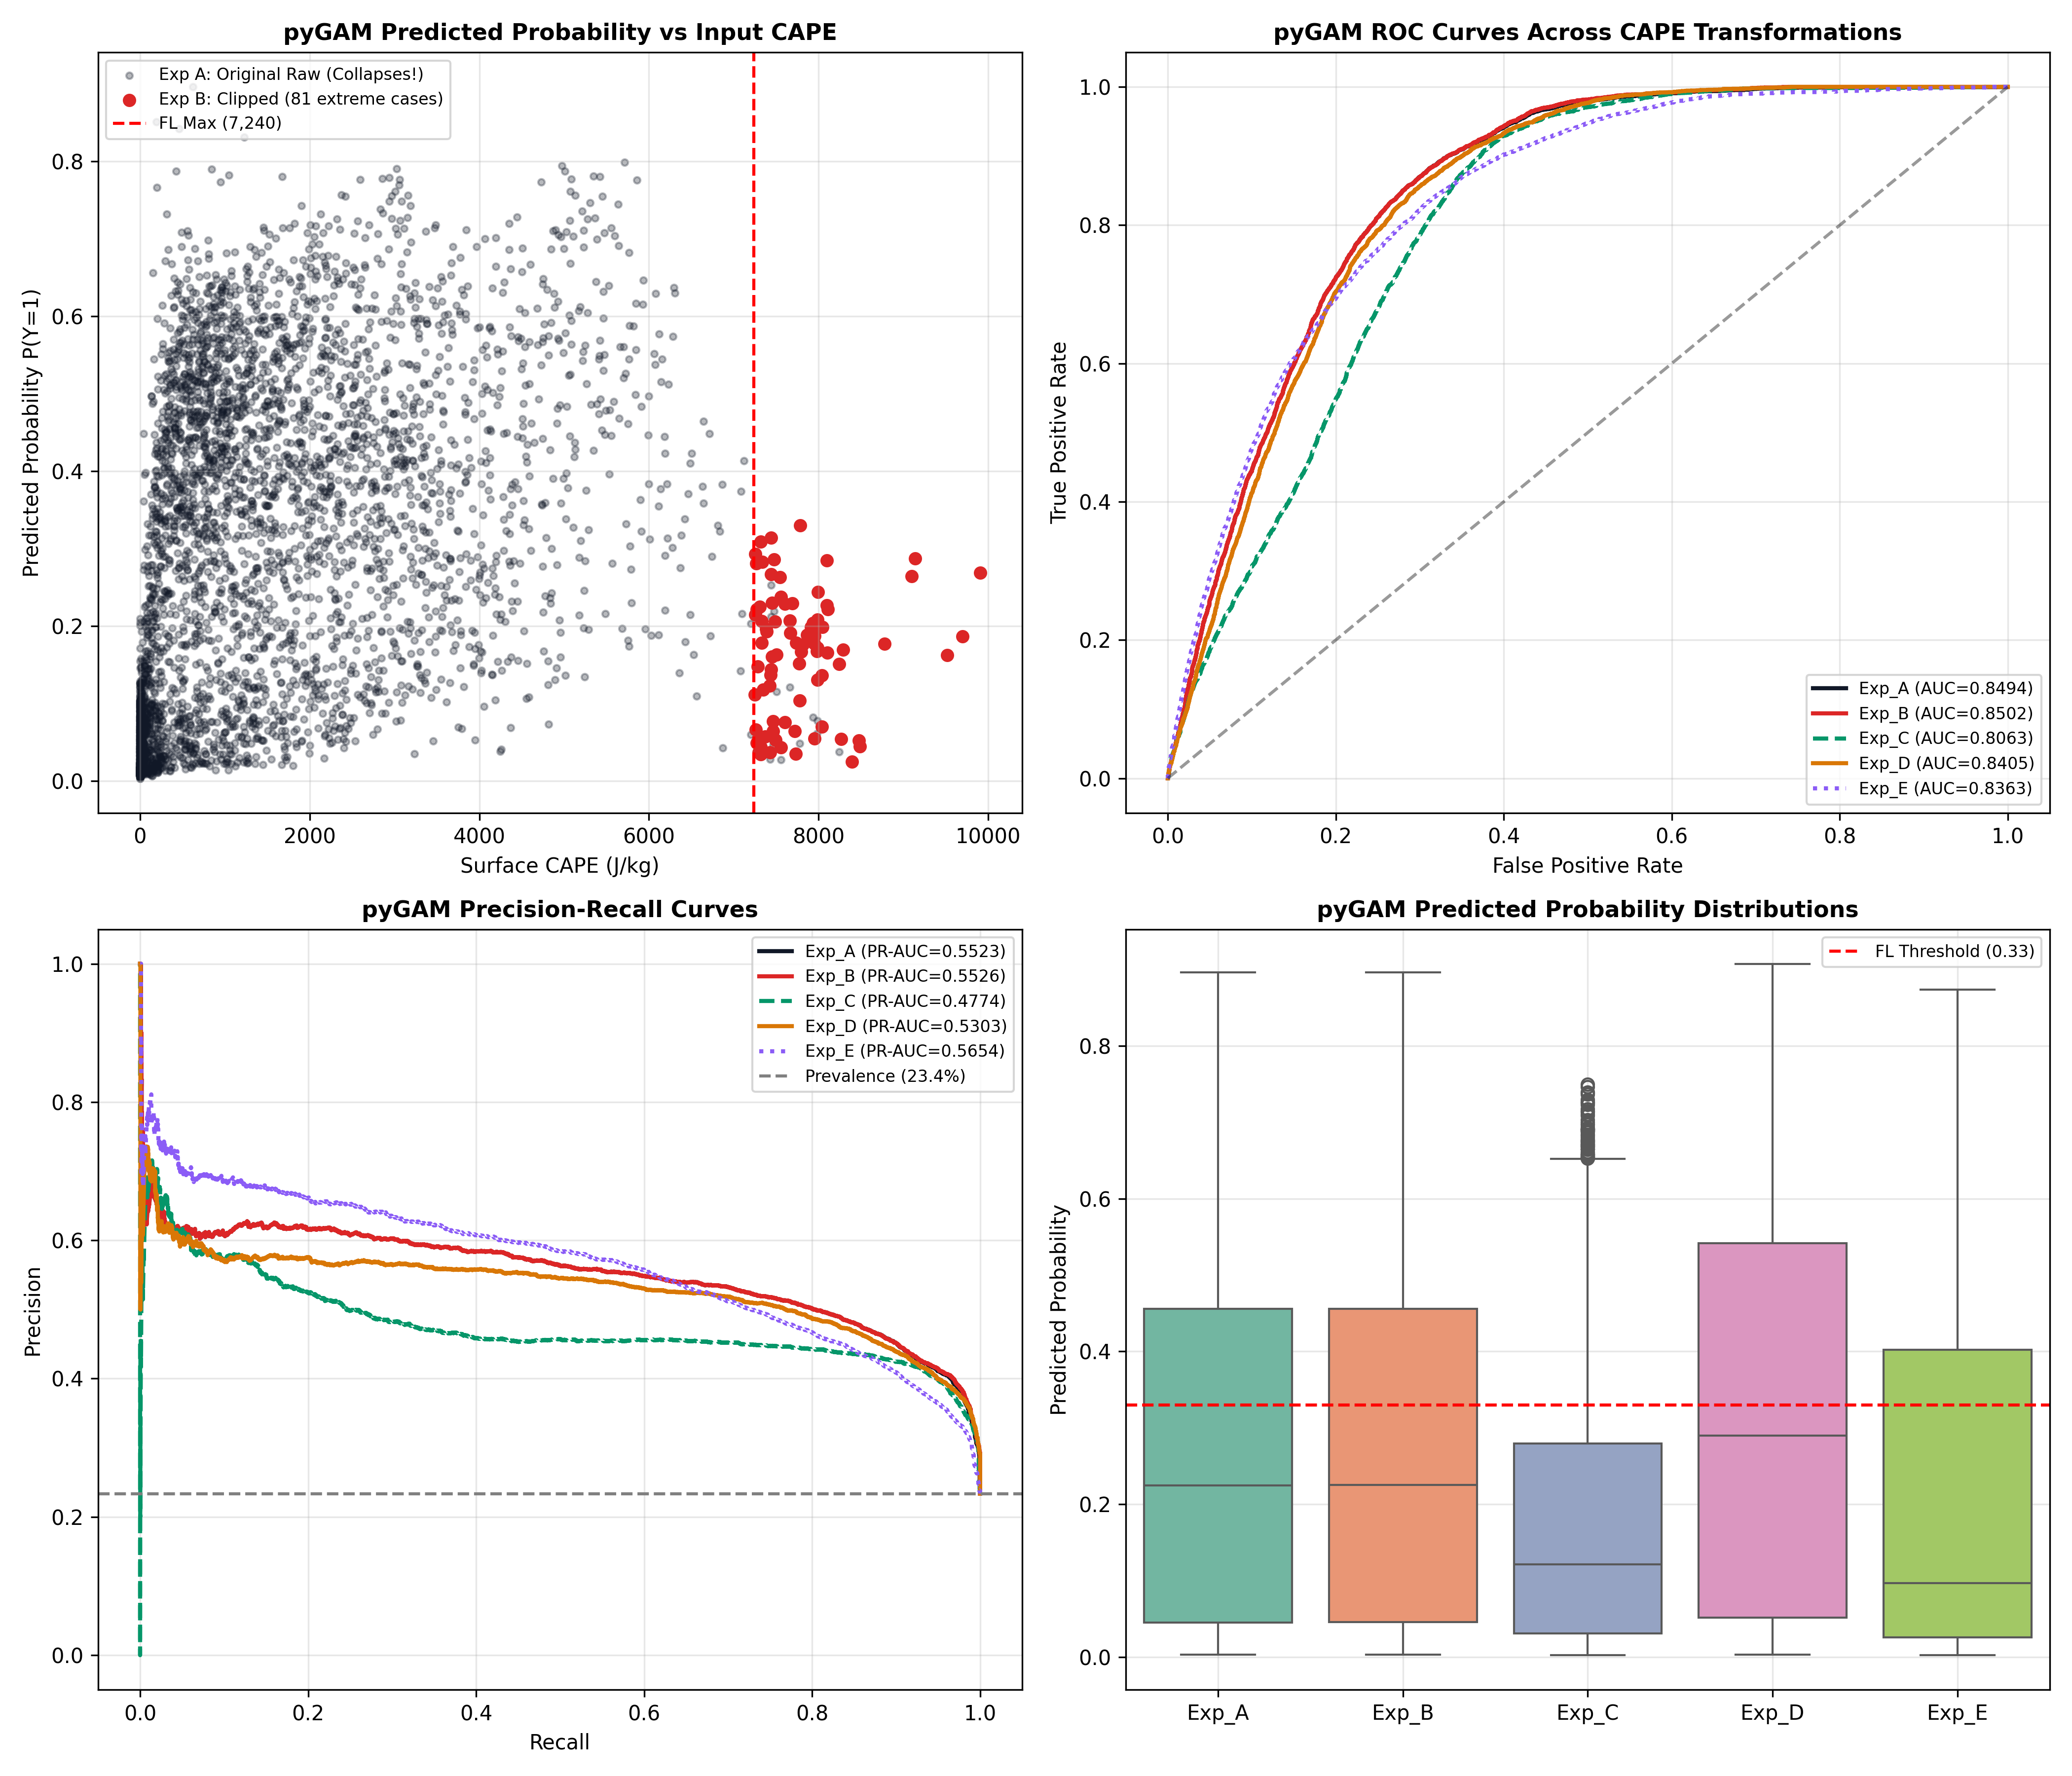 pyGAM Predicted Probability vs Input CAPE
Exp A: Original Raw (Collapses!)
Exp B: Clipped (81 extreme cases)
FL Max (7,240)
Predicted Probability P(Y=1)
0.8
0.6
0.4
0.2
0.0
0 2000 4000 6000 8000 10000
Surface CAPE (J/kg)
pyGAM ROC Curves Across CAPE Transformations
True Positive Rate
1.0
0.8
0.6
0.4
0.2
0.0
Exp_A (AUC=0.8494)
Exp_B (AUC=0.8502)
Exp_C (AUC=0.8063)
Exp_D (AUC=0.8405)
Exp_E (AUC=0.8363)
0.0 0.2 0.4 0.6 0.8 1.0
False Positive Rate
pyGAM Precision-Recall Curves
Exp_A (PR-AUC=0.5523)
Exp_B (PR-AUC=0.5526)
Exp_C (PR-AUC=0.4774)
Exp_D (PR-AUC=0.5303)
Exp_E (PR-AUC=0.5654)
Prevalence (23.4%)
Precision
1.0
0.8
0.6
0.4
0.2
0.0
0.0 0.2 0.4 0.6 0.8 1.0
Recall
pyGAM Predicted Probability Distributions
FL Threshold (0.33)
Predicted Probability
0.8
0.6
0.4
0.2
0.0
Exp_A Exp_B Exp_C Exp_D Exp_E